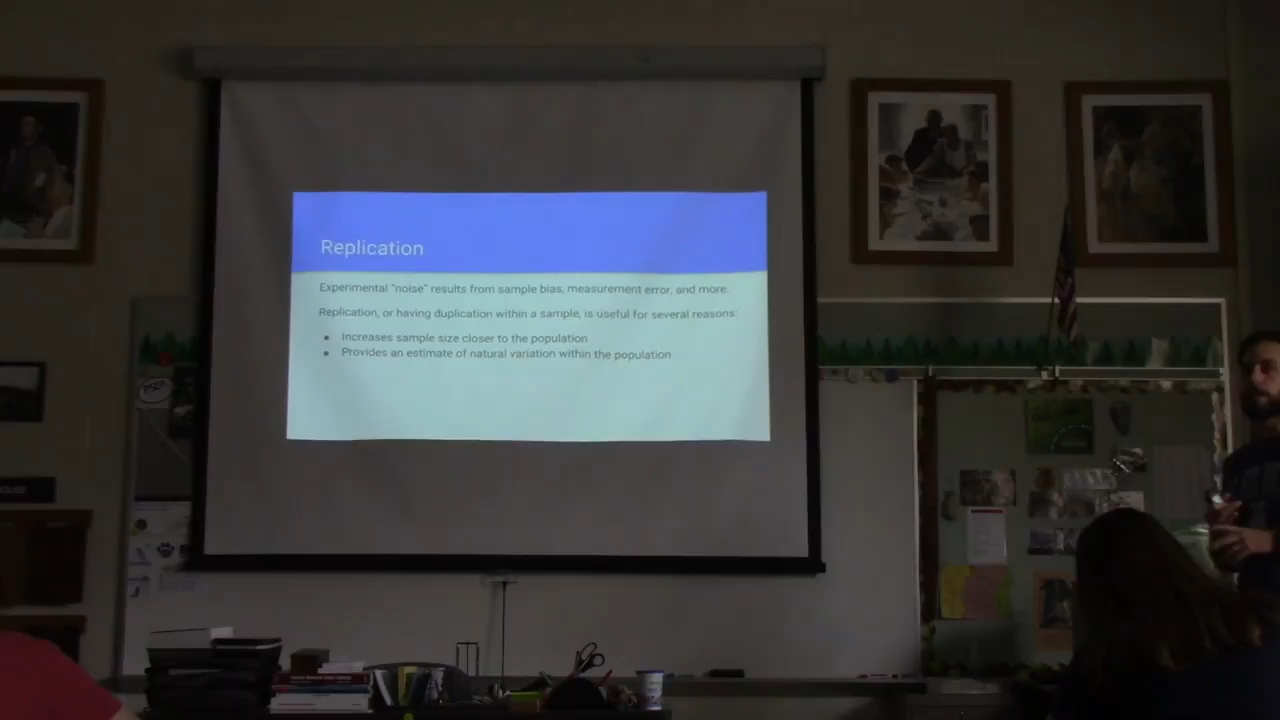 Replication
Experimental "noise" results from sample bias, measurement error, and more.
Replication, or having duplication within a sample, is useful for several reasons:
● Increases sample size closer to the population
● Provides an estimate of natural variation within the population
PSEA